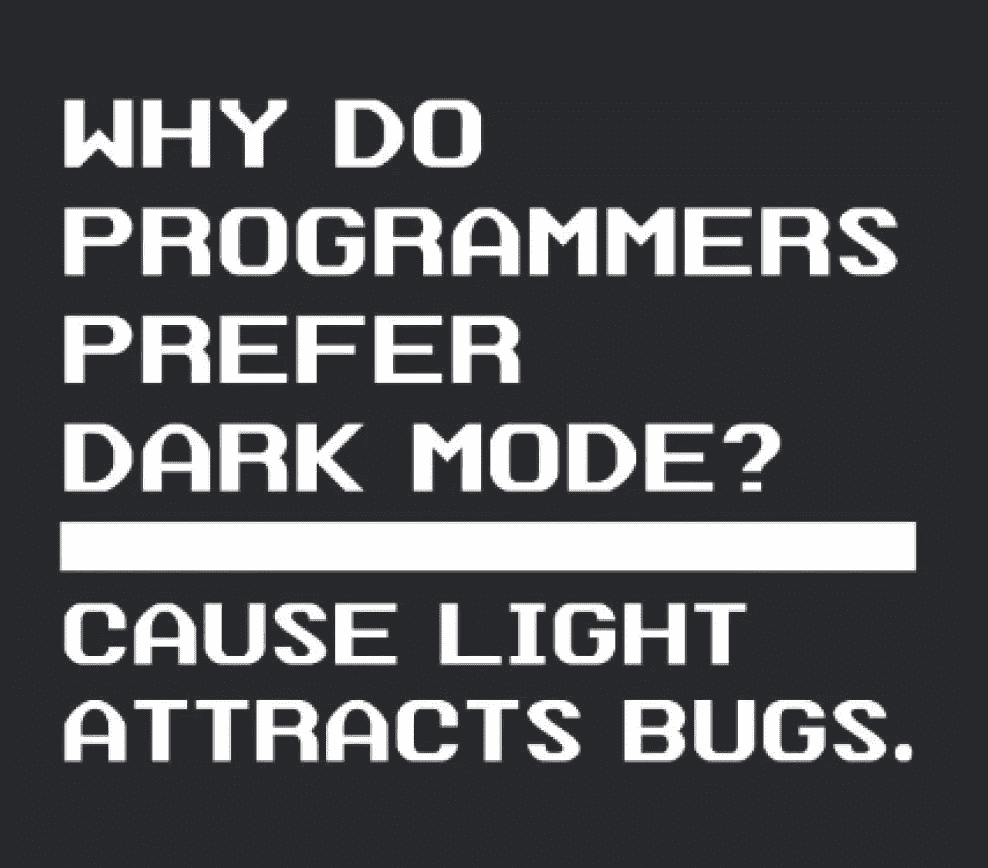 WHY DO
PROGRAMMERS
PREFER
DARK MODE?
CAUSE LIGHT
ATTRACTS BUGS.